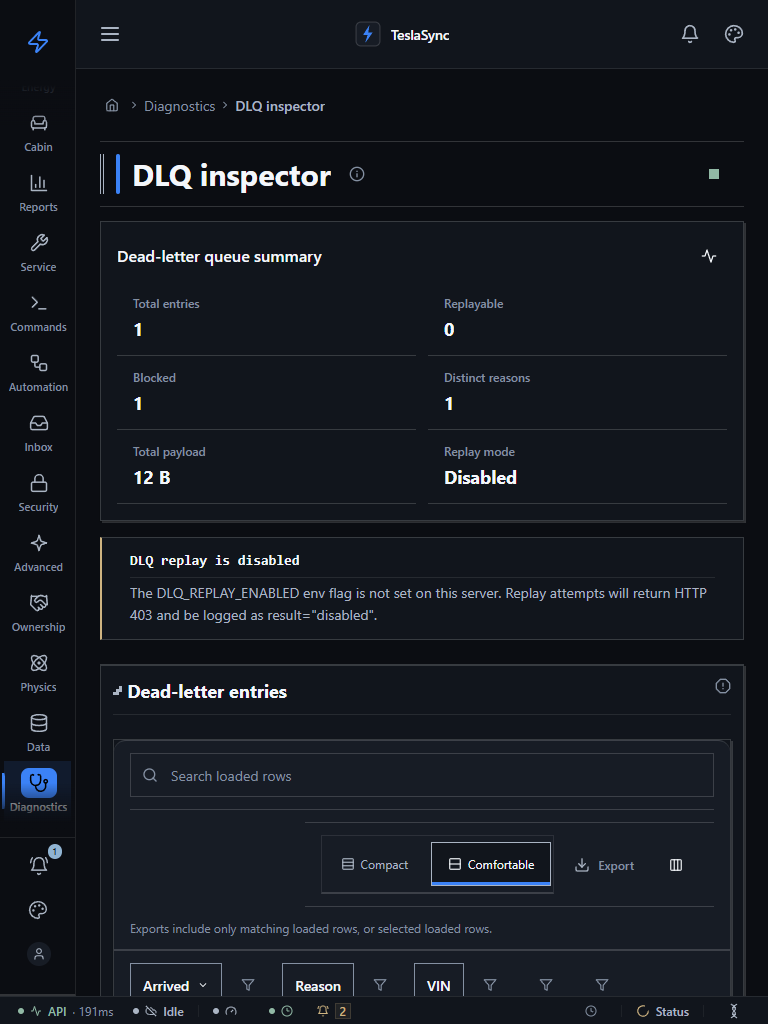 TeslaSync
Energy
Cabin
Reports
Service
Commands
Automation
Inbox
Security
Advanced
Ownership
Physics
Data
Diagnostics
1
Diagnostics
DLQ inspector
DLQ inspector
Dead-letter queue summary
Total entries
1
Replayable
0
Blocked
1
Distinct reasons
1
Total payload
12 B
Replay mode
Disabled
DLQ replay is disabled
The DLQ_REPLAY_ENABLED env flag is not set on this server. Replay attempts will return HTTP
403 and be logged as result="disabled".
Dead-letter entries
Search loaded rows
Compact
Comfortable
Export
Exports include only matching loaded rows, or selected loaded rows.
Arrived
Reason
VIN
API · 191ms
Idle
2
Status